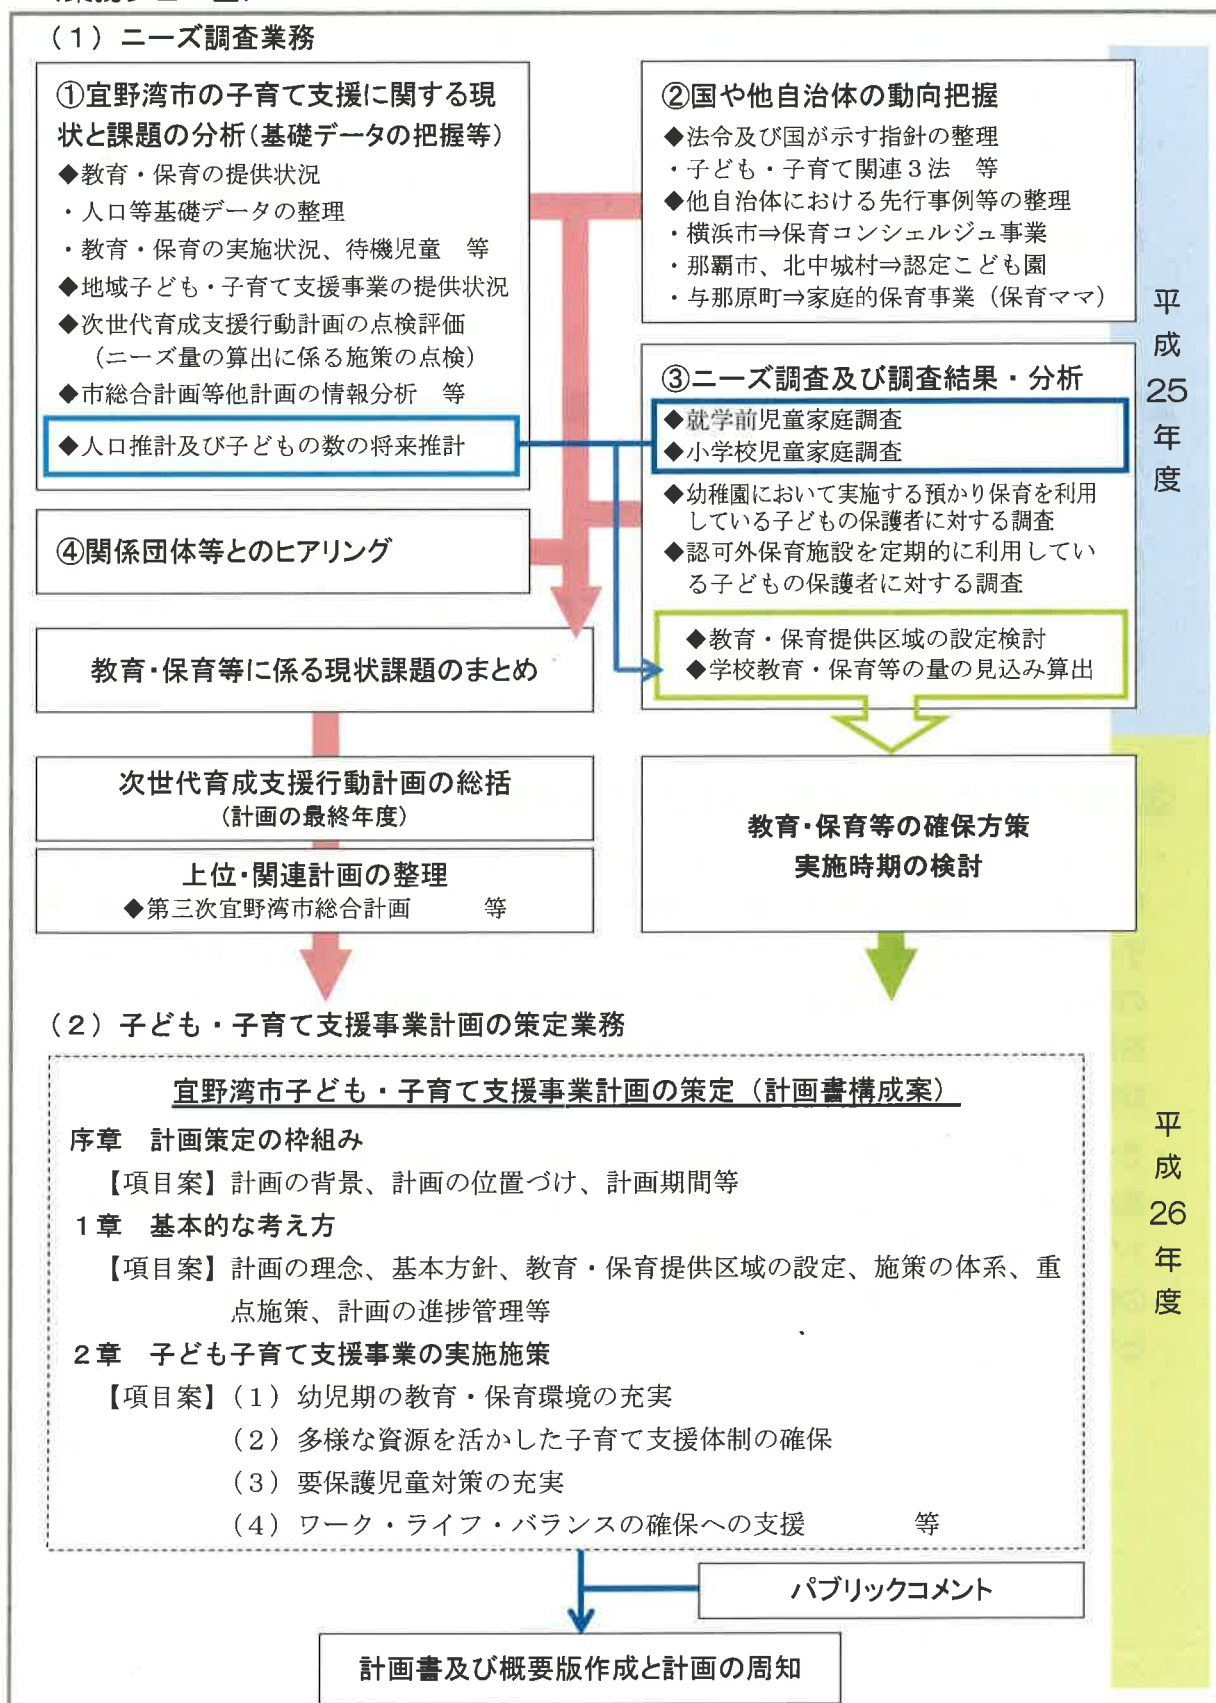 (1)ニーズ調査業務
①宜野湾市の子育て支援に関する現
状と課題の分析(基礎データの把握等)
◆教育・保育の提供状況
・人口等基礎データの整理
・教育・保育の実施状況、待機児童 等
◆地域子ども・子育て支援事業の提供状況
◆次世代育成支援行動計画の点検評価
(ニーズ量の算出に係る施策の点検)
◆市総合計画等他計画の情報分析 等
◆人口推計及び子どもの数の将来推計
②国や他自治体の動向把握
◆法令及び国が示す指針の整理
・子ども・子育て関連3法 等
◆他自治体における先行事例等の整理
・横浜市⇒保育コンシェルジュ事業
・那覇市、北中城村⇒認定こども園
・与那原町⇒家庭的保育事業(保育ママ)
③ニーズ調査及び調査結果・分析
◆就学前児童家庭調査
◆小学校児童家庭調査
◆幼稚園において実施する預かり保育を利用
している子どもの保護者に対する調査
◆認可外保育施設を定期的に利用してい
る子どもの保護者に対する調査
◆教育・保育提供区域の設定検討
◆学校教育・保育等の量の見込み算出
④関係団体等とのヒアリング
平成25年度
教育・保育等に係る現状課題のまとめ
次世代育成支援行動計画の総括
(計画の最終年度)
上位・関連計画の整理
◆第三次宜野湾市総合計画 等
教育・保育等の確保方策
実施時期の検討
(2)子ども・子育て支援事業計画の策定業務
宜野湾市子ども・子育て支援事業計画の策定(計画書構成案)
序章 計画策定の枠組み
【項目案】計画の背景、計画の位置づけ、計画期間等
1章 基本的な考え方
【項目案】計画の理念、基本方針、教育・保育提供区域の設定、施策の体系、重
点施策、計画の進捗管理等
2章 子ども子育て支援事業の実施施策
【項目案】(1)幼児期の教育・保育環境の充実
(2)多様な資源を活かした子育て支援体制の確保
(3)要保護児童対策の充実
(4)ワーク・ライフ・バランスの確保への支援 等
平成26年度
パブリックコメント
計画書及び概要版作成と計画の周知